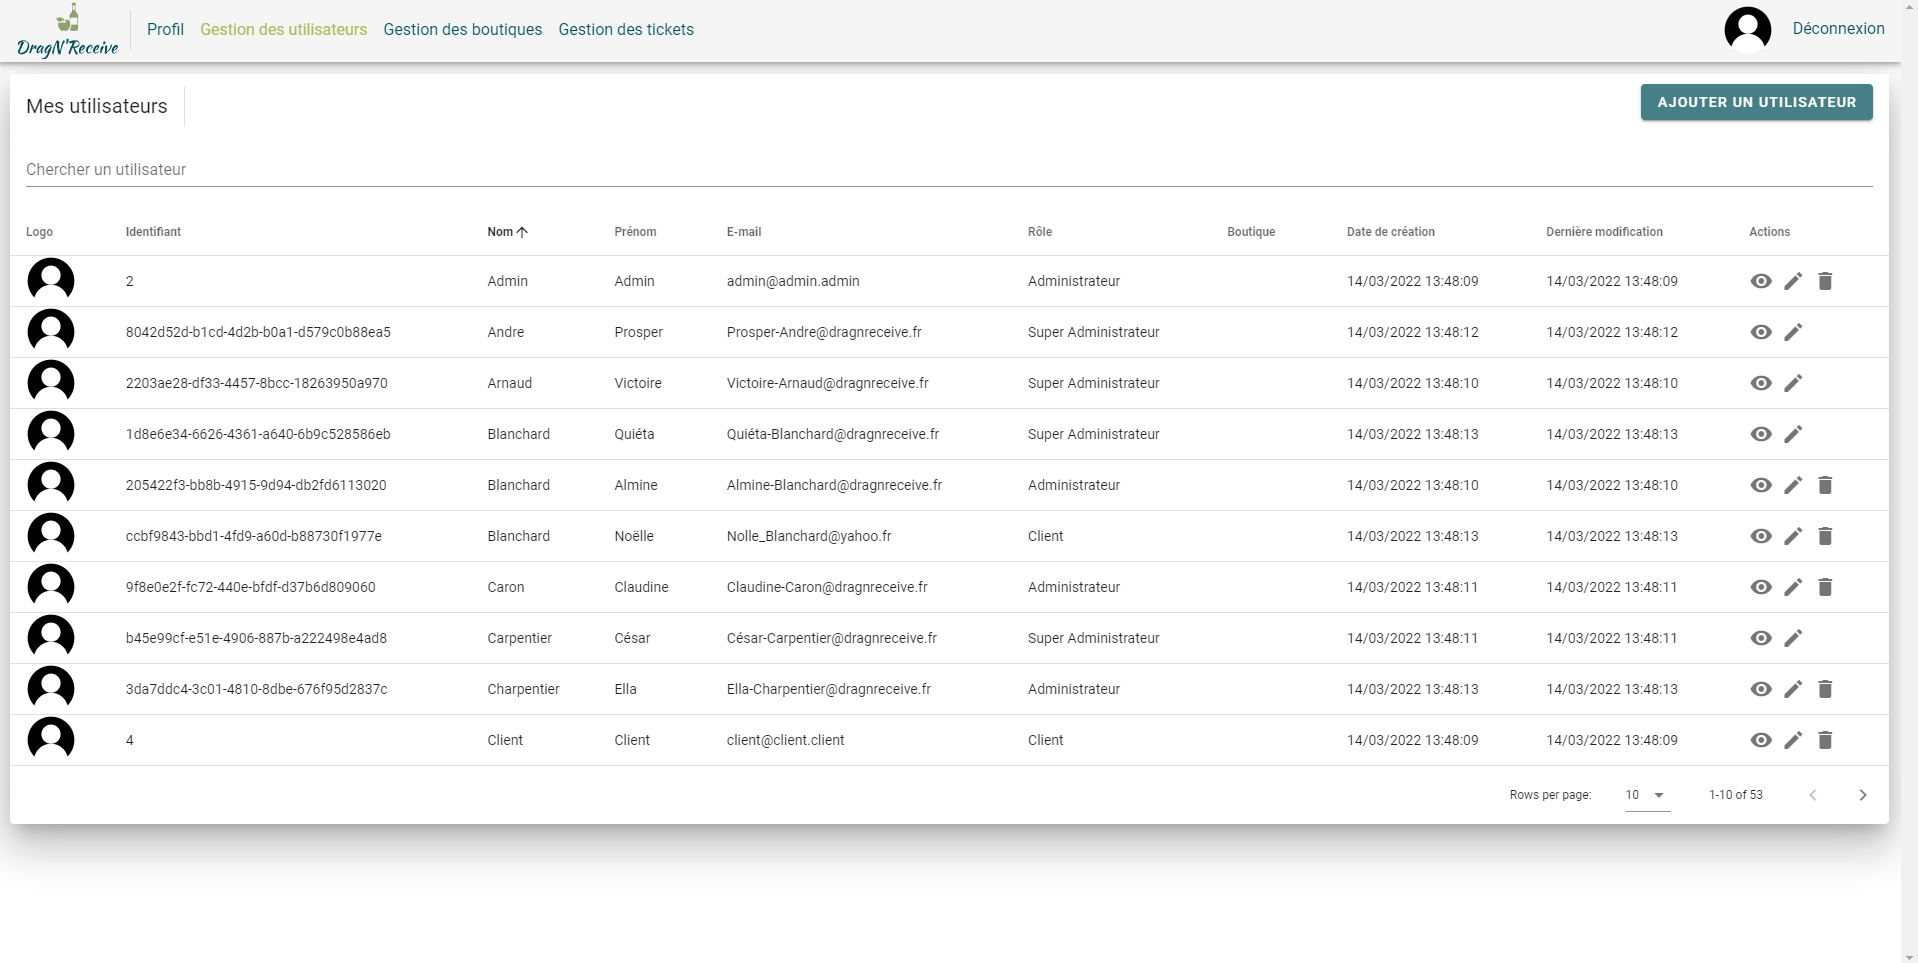 DragN'Receive
Profil Gestion des utilisateurs Gestion des boutiques Gestion des tickets Déconnexion
Mes utilisateurs AJOUTER UN UTILISATEUR
Chercher un utilisateur
Logo Identifiant Nom Prénom E-mail Rôle Boutique Date de création Dernière modification Actions
2 Admin Admin admin@admin.admin Administrateur 14/03/2022 13:48:09 14/03/2022 13:48:09
8042d52d-b1cd-4d2b-b0a1-d579c0b88ea5 Andre Prosper Prosper-Andre@dragnreceive.fr Super Administrateur 14/03/2022 13:48:12 14/03/2022 13:48:12
2203ae28-df33-4457-8bcc-18263950a970 Arnaud Victoire Victoire-Arnaud@dragnreceive.fr Super Administrateur 14/03/2022 13:48:10 14/03/2022 13:48:10
1d8e6e34-6626-4361-a640-6b9c528586eb Blanchard Quiéta Quiéta-Blanchard@dragnreceive.fr Super Administrateur 14/03/2022 13:48:13 14/03/2022 13:48:13
205422f3-bb8b-4915-9d94-db2fd6113020 Blanchard Almine Almine-Blanchard@dragnreceive.fr Administrateur 14/03/2022 13:48:10 14/03/2022 13:48:10
ccbf9843-bbd1-4fd9-a60d-b88730f1977e Blanchard Noëlle Nolle_Blanchard@yahoo.fr Client 14/03/2022 13:48:13 14/03/2022 13:48:13
9f8e0e2f-fc72-440e-bfdf-d37b6d809060 Caron Claudine Claudine-Caron@dragnreceive.fr Administrateur 14/03/2022 13:48:11 14/03/2022 13:48:11
b45e99cf-e51e-4906-887b-a222498e4ad8 Carpentier César César-Carpentier@dragnreceive.fr Super Administrateur 14/03/2022 13:48:11 14/03/2022 13:48:11
3da7ddc4-3c01-4810-8dbe-676f95d2837c Charpentier Ella Ella-Charpentier@dragnreceive.fr Administrateur 14/03/2022 13:48:13 14/03/2022 13:48:13
4 Client Client client@client.client Client 14/03/2022 13:48:09 14/03/2022 13:48:09
Rows per page: 10 1-10 of 53